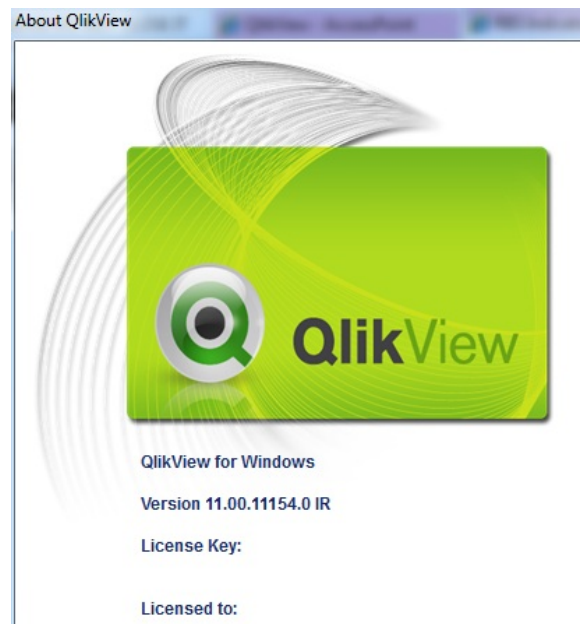 About QlikView
QlikView
QlikView for Windows
Version 11.00.11154.0 IR
License Key:
Licensed to: